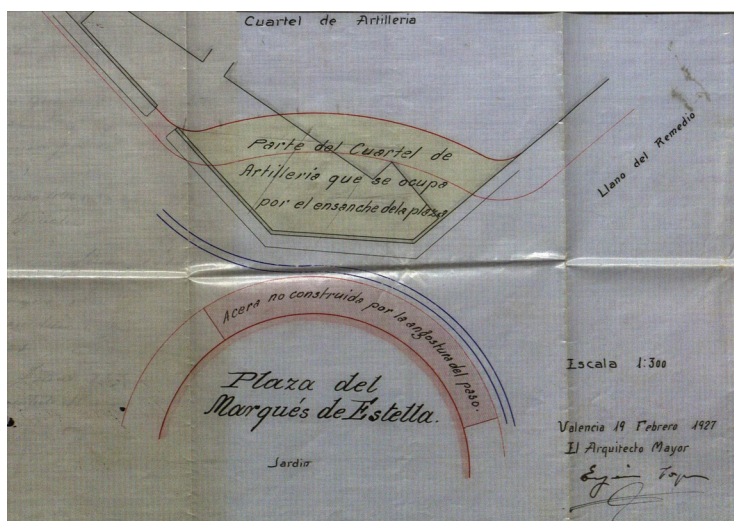 Cuartel de Artilleria
Parte del Cuartel de
Artilleria que se ocupa
por el ensanche de la plaza
Llano del Remedio
Acera no construida por la angostura del paso.
Plaza del
Marqués de Estella.
Jardin
Escala 1:300
Valencia 19 Febrero 1927
El Arquitecto Mayor